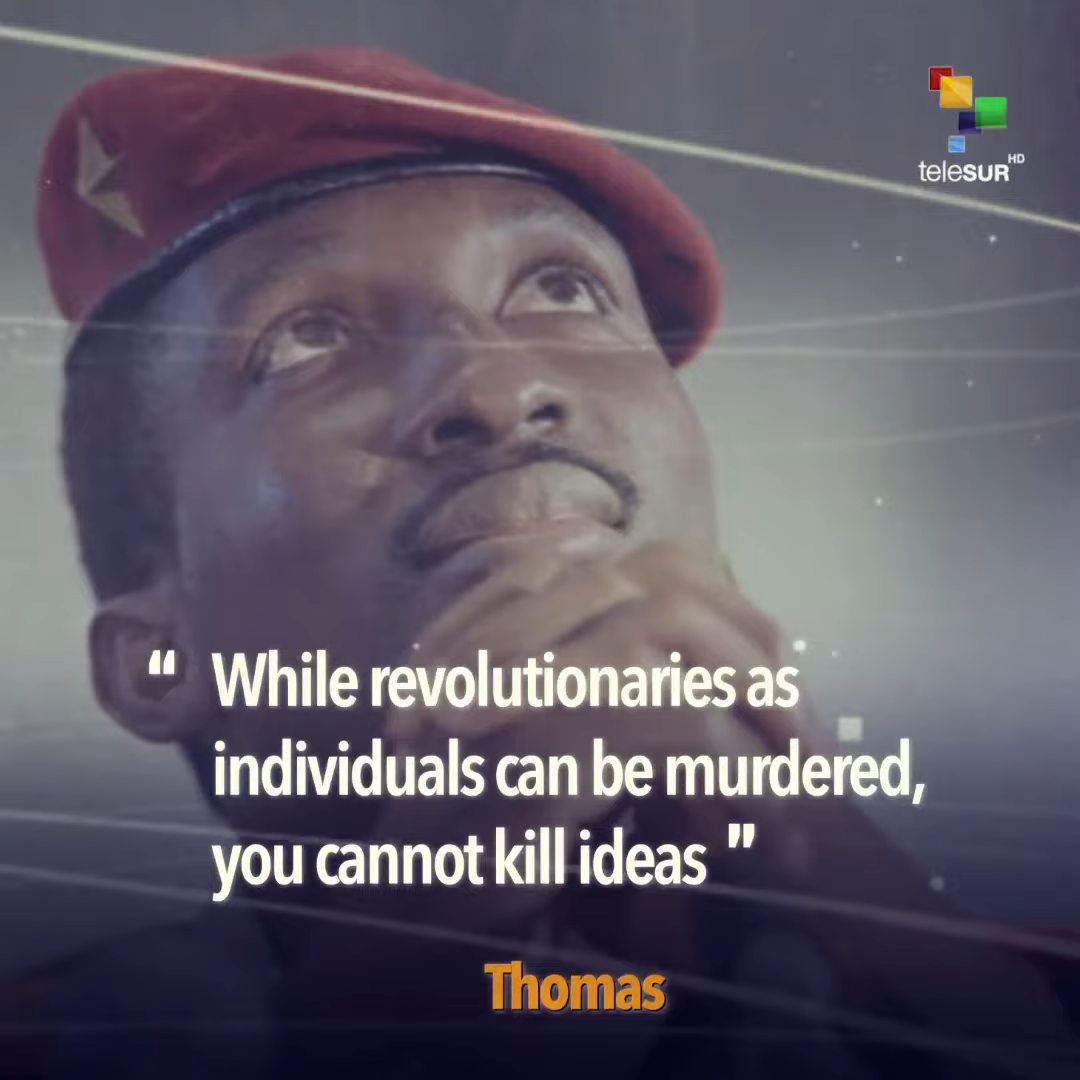 teleSUR HD
“ While revolutionaries as
individuals can be murdered,
you cannot kill ideas ”
Thomas